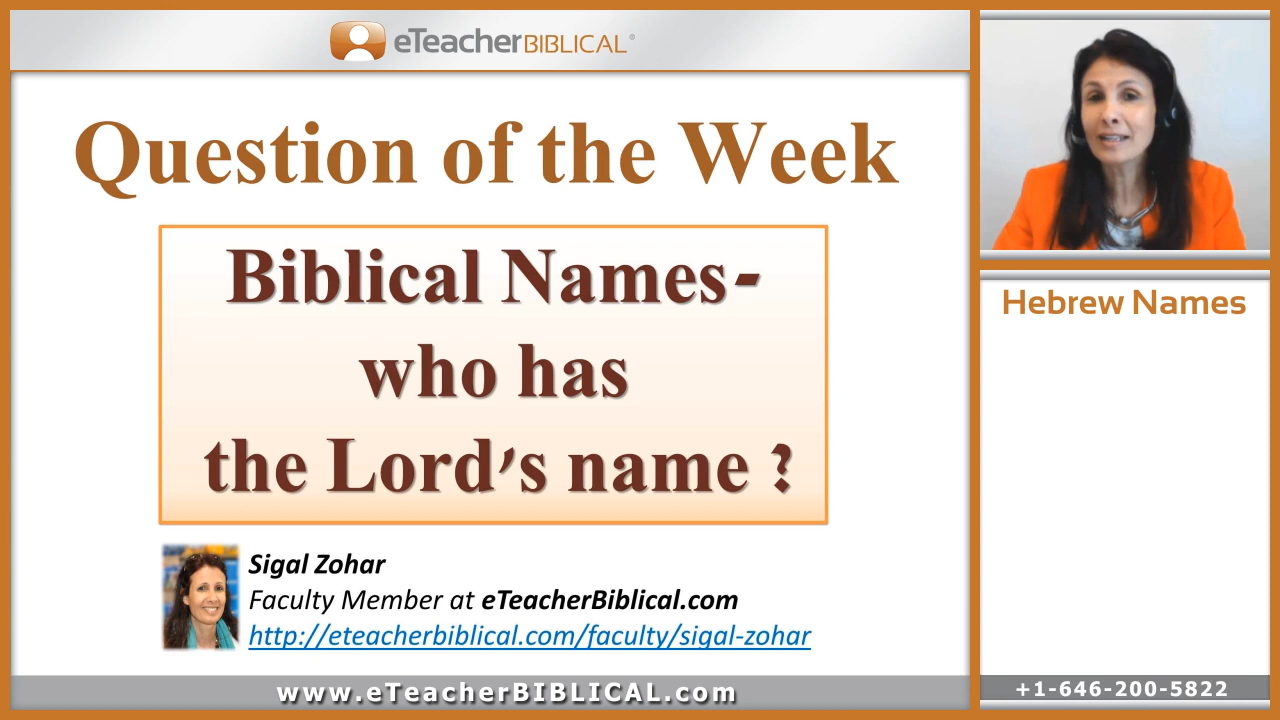 eTeacherBIBLICAL®
Question of the Week
Biblical Names-
who has
the Lord's name ?
Sigal Zohar
Faculty Member at eTeacherBiblical.com
http://eteacherbiblical.com/faculty/sigal-zohar
www.eTeacherBIBLICAL.com
Hebrew Names
+1-646-200-5822